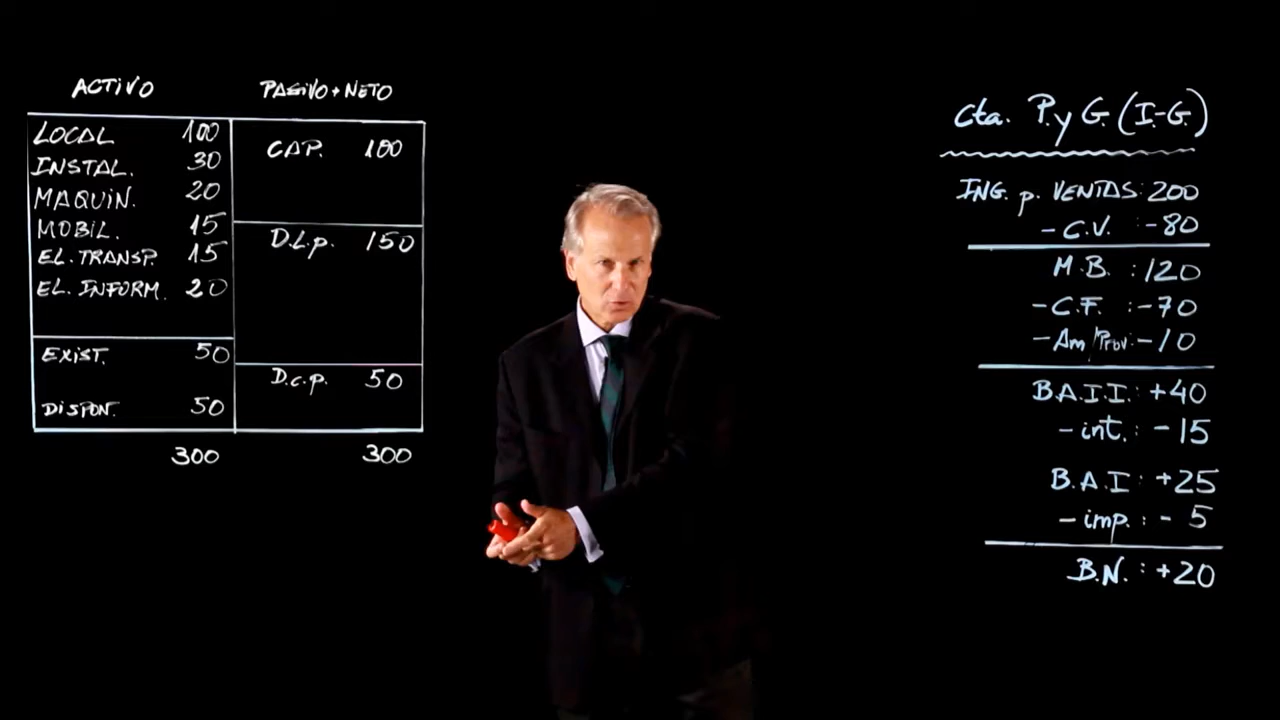 ACTIVO PASIVO+NETO
LOCAL 100
INSTAL. 30
MAQUIN. 20
MOBIL. 15
EL. TRANSP. 15
EL. INFORM. 20
EXIST. 50
DISPON. 50
300
CAP. 100
D.L.p. 150
D.c.p. 50
300
Cta. P. y G. (I-G.)
ING. p. VENTAS: 200
- C.V. : -80
M.B. : 120
- C.F. : -70
- Am/Prov: -10
B.A.I.I. : +40
- int. : -15
B.A.I : +25
- imp. : - 5
B.N. : +20